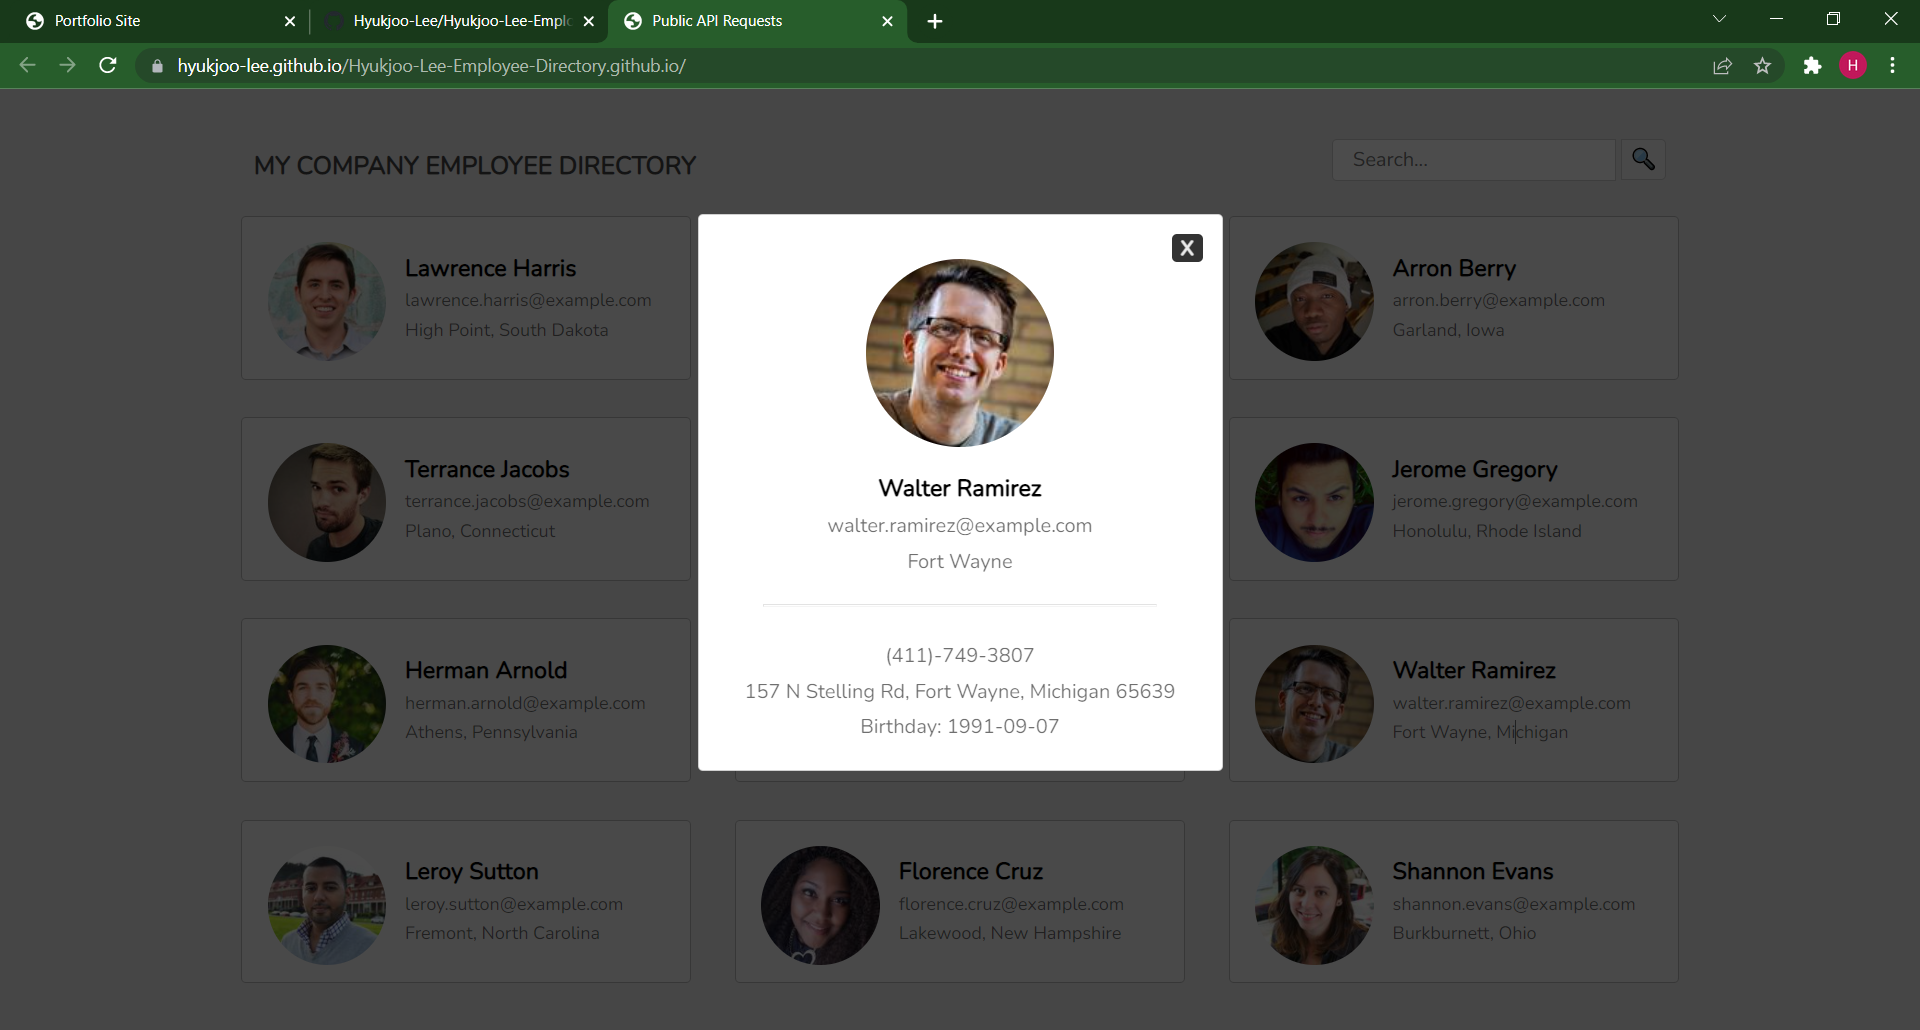 Portfolio Site
Hyukjoo-Lee/Hyukjoo-Lee-Emplo
Public API Requests
hyukjoo-lee.github.io/Hyukjoo-Lee-Employee-Directory.github.io/
H
MY COMPANY EMPLOYEE DIRECTORY
Search...
Lawrence Harris
lawrence.harris@example.com
High Point, South Dakota
X
Walter Ramirez
walter.ramirez@example.com
Fort Wayne
(411)-749-3807
157 N Stelling Rd, Fort Wayne, Michigan 65639
Birthday: 1991-09-07
Arron Berry
arron.berry@example.com
Garland, Iowa
Terrance Jacobs
terrance.jacobs@example.com
Plano, Connecticut
Jerome Gregory
jerome.gregory@example.com
Honolulu, Rhode Island
Herman Arnold
herman.arnold@example.com
Athens, Pennsylvania
Walter Ramirez
walter.ramirez@example.com
Fort Wayne, Michigan
Leroy Sutton
leroy.sutton@example.com
Fremont, North Carolina
Florence Cruz
florence.cruz@example.com
Lakewood, New Hampshire
Shannon Evans
shannon.evans@example.com
Burkburnett, Ohio